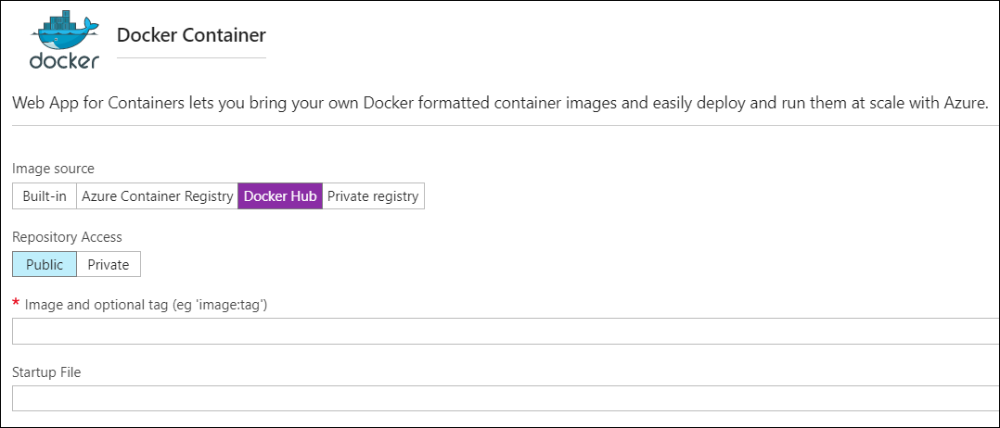 docker
Docker Container
Web App for Containers lets you bring your own Docker formatted container images and easily deploy and run them at scale with Azure.
Image source
Built-in Azure Container Registry Docker Hub Private registry
Repository Access
Public Private
* Image and optional tag (eg 'image:tag')
Startup File